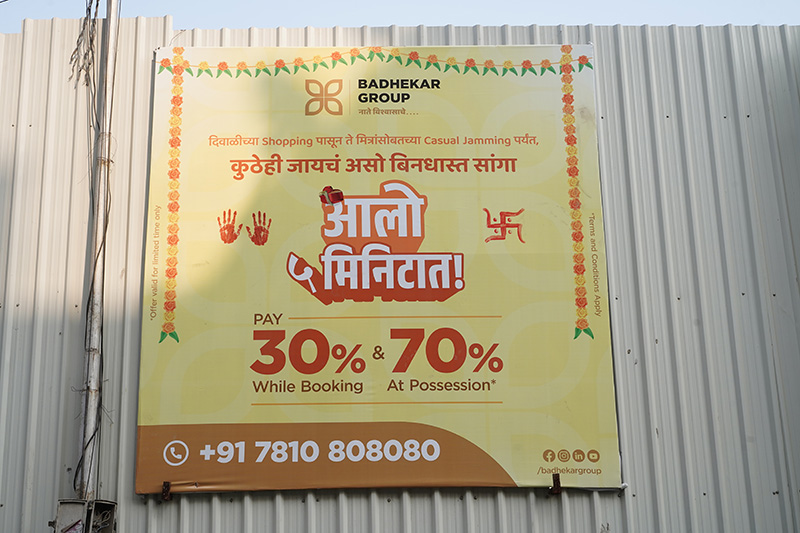 BADHEKAR
GROUP
नाते विश्वासाचे....
दिवाळीच्या Shopping पासून ते मित्रांसोबतच्या Casual Jamming पर्यंत,
कुठेही जायचं असो बिनधास्त सांगा
आलो
५ मिनिटात!
*Offer valid for limited time only
*Terms and Conditions Apply
PAY
30% & 70%
While Booking At Possession*
+91 7810 808080
/badhekargroup